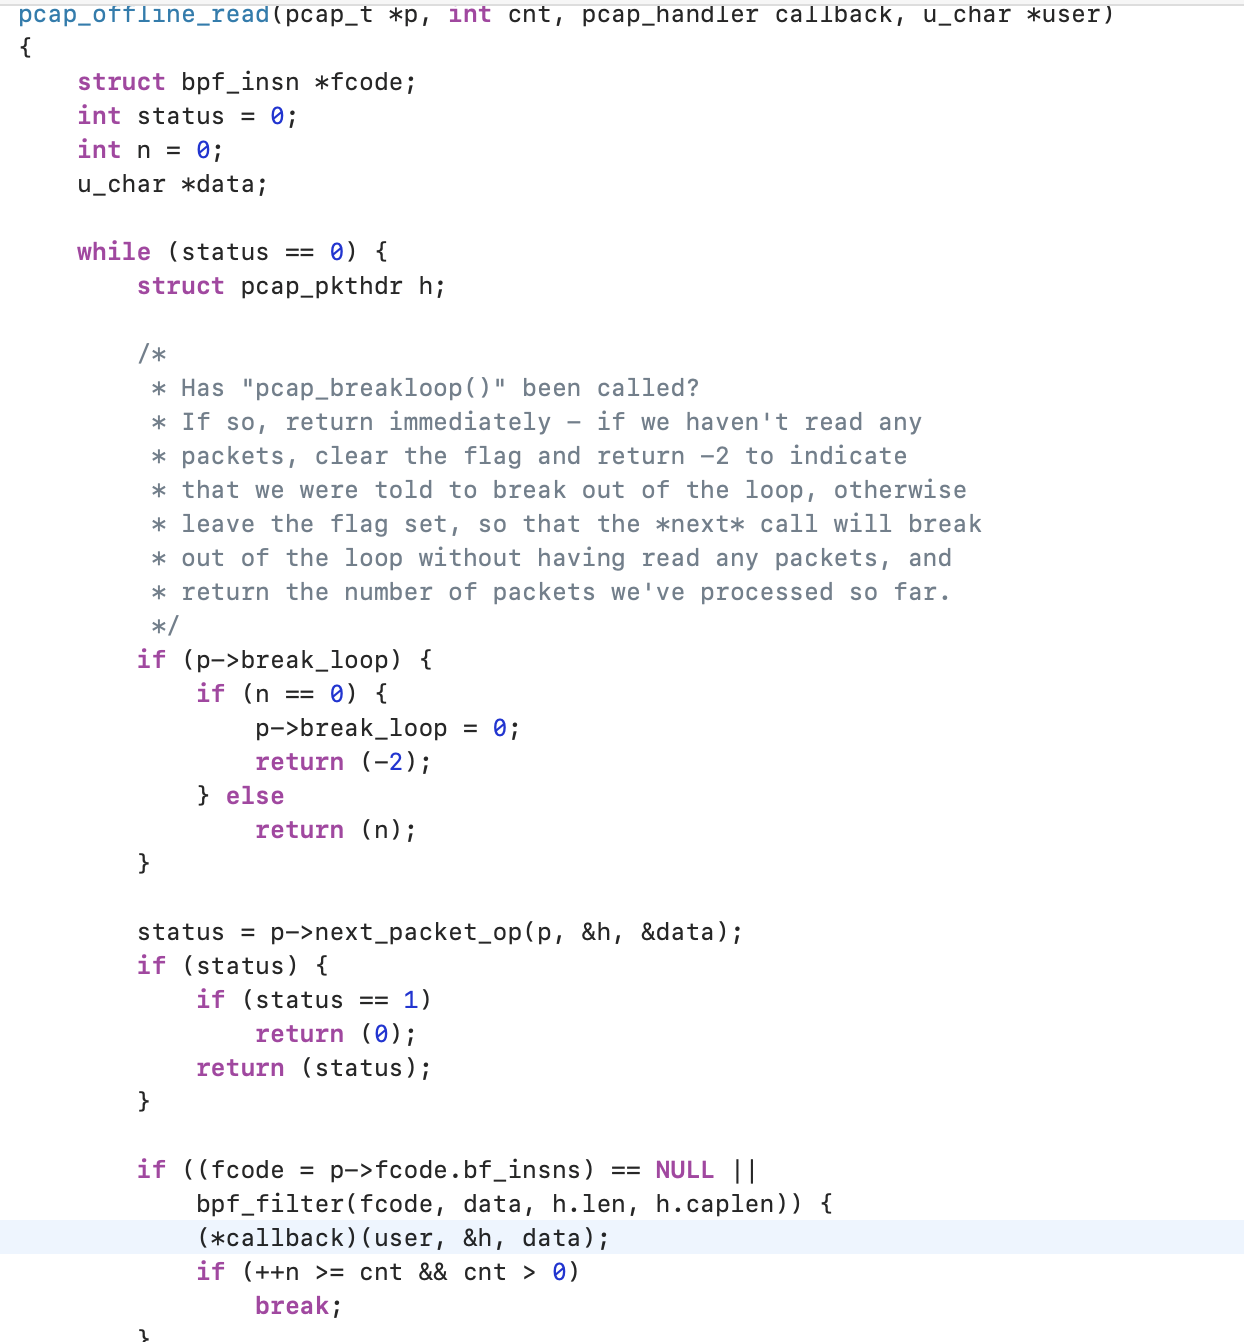 pcap_offline_read(pcap_t *p, int cnt, pcap_handler callback, u_char *user)
{
    struct bpf_insn *fcode;
    int status = 0;
    int n = 0;
    u_char *data;

    while (status == 0) {
        struct pcap_pkthdr h;

        /*
         * Has "pcap_breakloop()" been called?
         * If so, return immediately – if we haven't read any
         * packets, clear the flag and return –2 to indicate
         * that we were told to break out of the loop, otherwise
         * leave the flag set, so that the *next* call will break
         * out of the loop without having read any packets, and
         * return the number of packets we've processed so far.
         */
        if (p->break_loop) {
            if (n == 0) {
                p->break_loop = 0;
                return (-2);
            } else
                return (n);
        }

        status = p->next_packet_op(p, &h, &data);
        if (status) {
            if (status == 1)
                return (0);
            return (status);
        }

        if ((fcode = p->fcode.bf_insns) == NULL ||
            bpf_filter(fcode, data, h.len, h.caplen)) {
            (*callback)(user, &h, data);
            if (++n >= cnt && cnt > 0)
                break;
        }